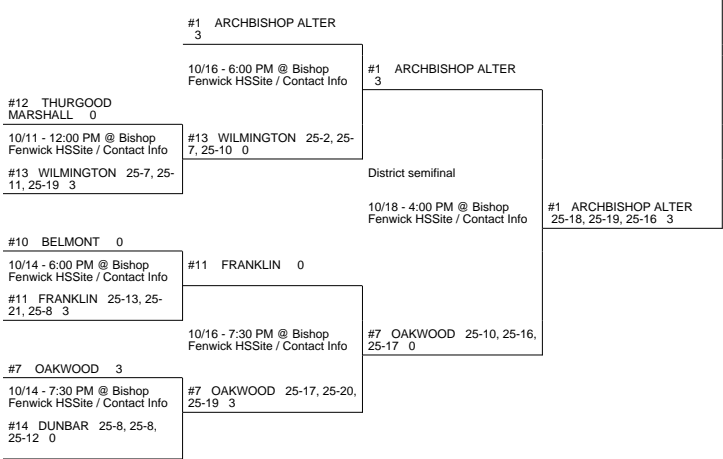 #1 ARCHBISHOP ALTER
3
10/16 - 6:00 PM @ Bishop
Fenwick HSSite / Contact Info
#1 ARCHBISHOP ALTER
3
#12 THURGOOD
MARSHALL 0
10/11 - 12:00 PM @ Bishop
Fenwick HSSite / Contact Info
#13 WILMINGTON 25-2, 25-
7, 25-10 0
#13 WILMINGTON 25-7, 25-
11, 25-19 3
District semifinal
10/18 - 4:00 PM @ Bishop
Fenwick HSSite / Contact Info
#1 ARCHBISHOP ALTER
25-18, 25-19, 25-16 3
#10 BELMONT 0
10/14 - 6:00 PM @ Bishop
Fenwick HSSite / Contact Info
#11 FRANKLIN 0
#11 FRANKLIN 25-13, 25-
21, 25-8 3
10/16 - 7:30 PM @ Bishop
Fenwick HSSite / Contact Info
#7 OAKWOOD 25-10, 25-16,
25-17 0
#7 OAKWOOD 3
10/14 - 7:30 PM @ Bishop
Fenwick HSSite / Contact Info
#7 OAKWOOD 25-17, 25-20,
25-19 3
#14 DUNBAR 25-8, 25-8,
25-12 0